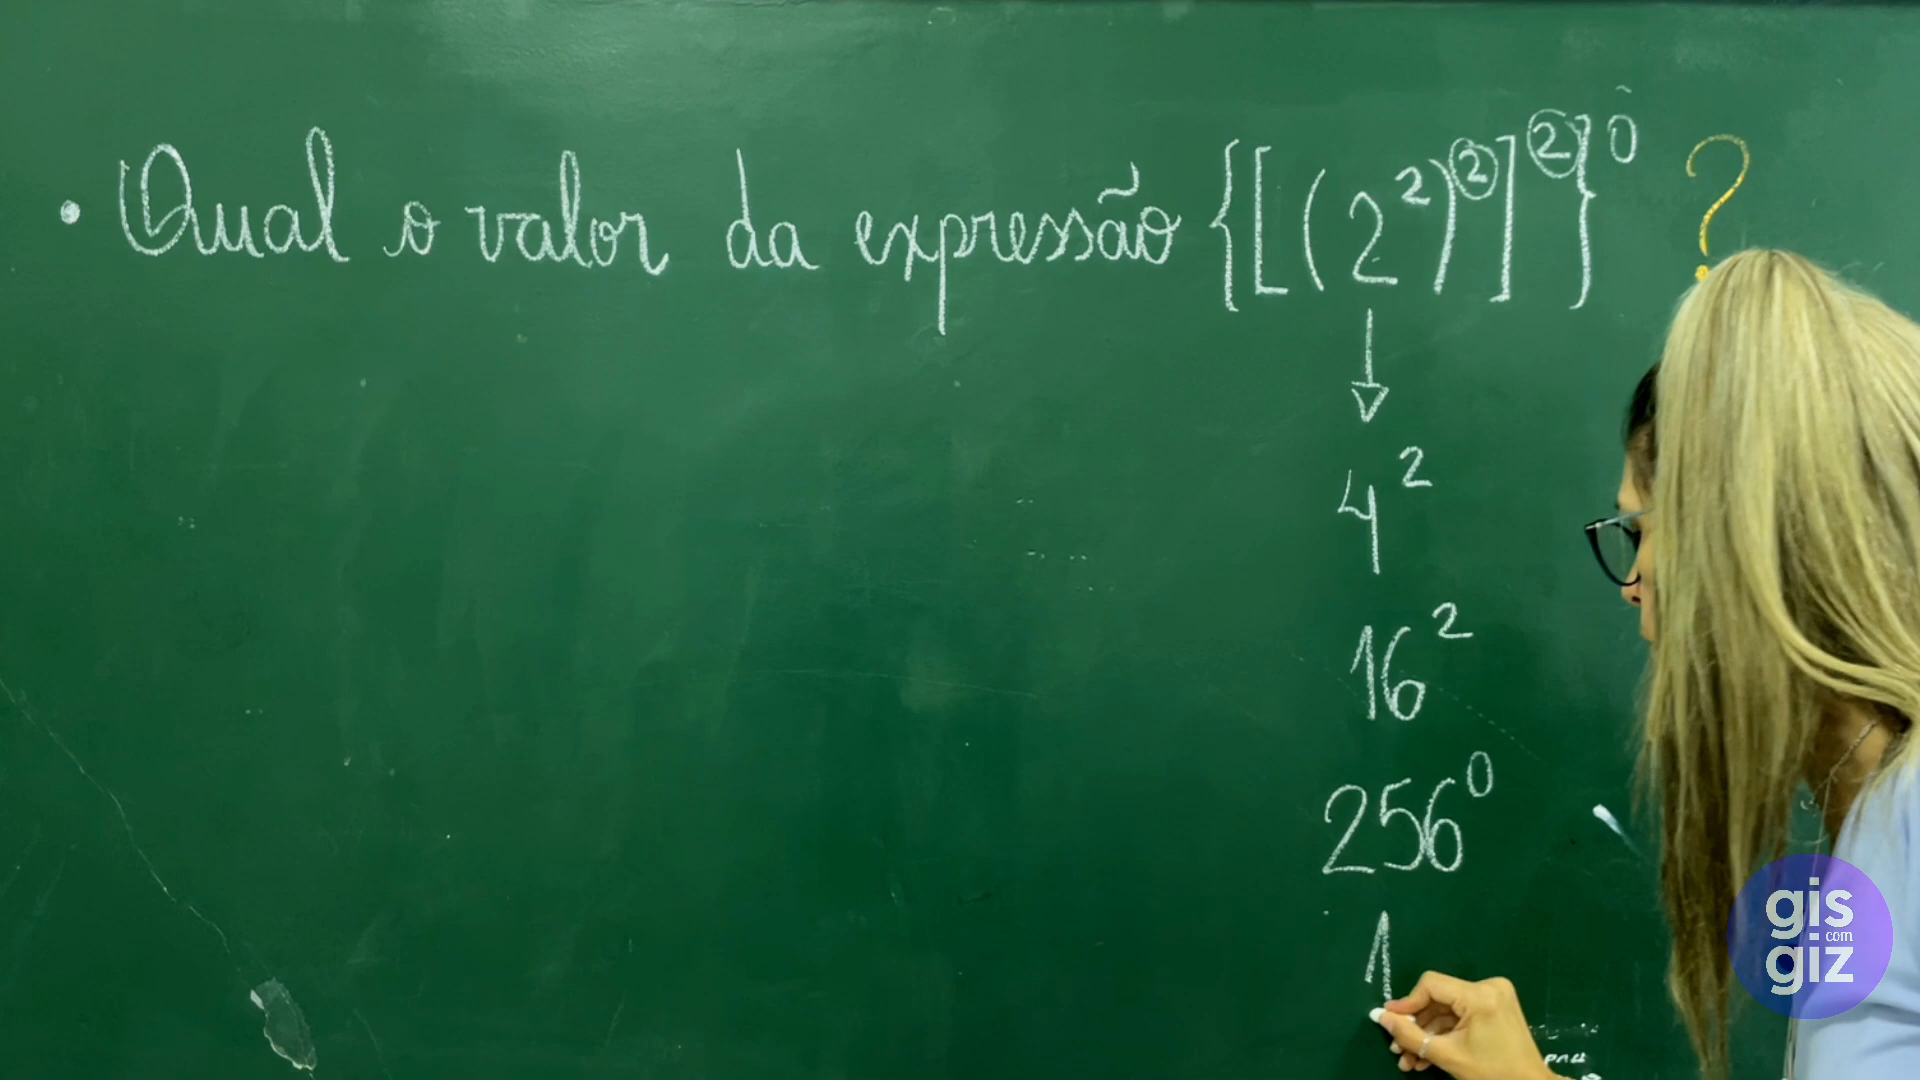 • Qual o valor da expressão {[(2²)²]²}⁰ ?
4²
16²
256⁰
1
gis
com
giz